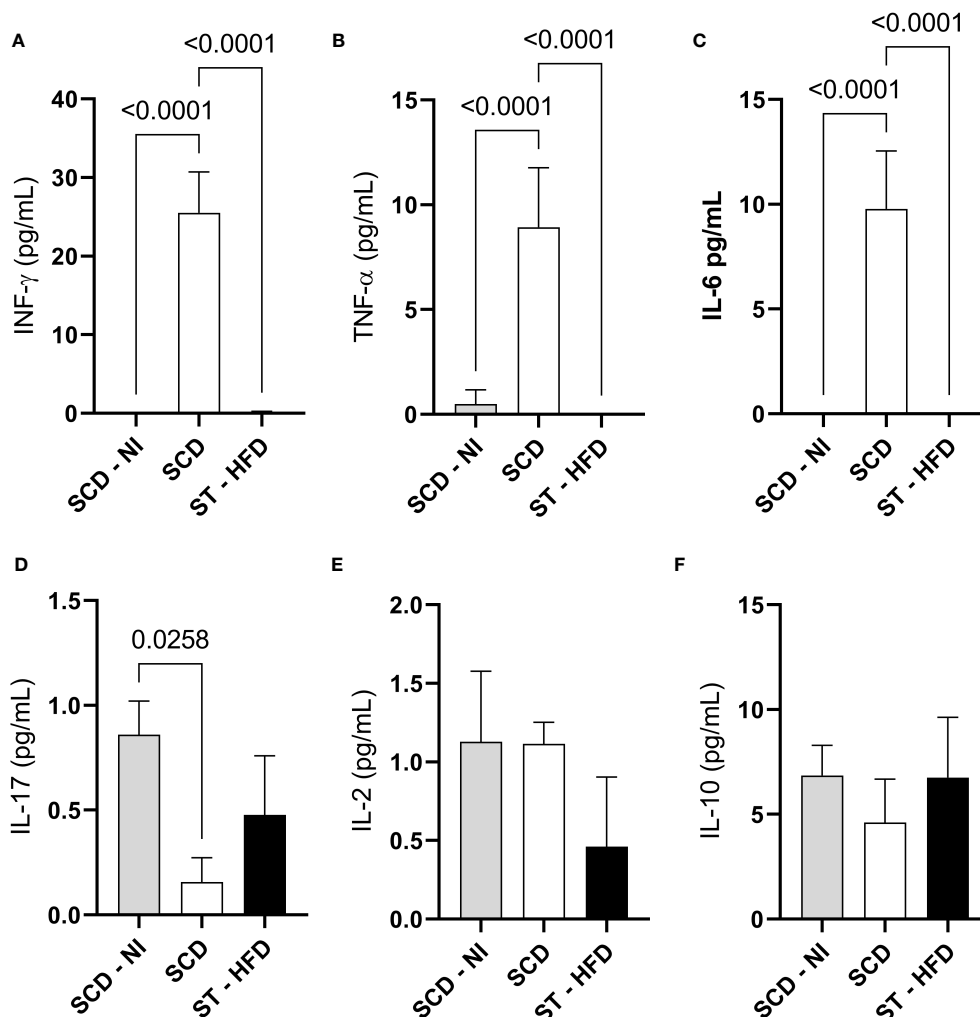 A
<0.0001
<0.0001
INF-γ (pg/mL)
40
30
20
10
0
SCD - NI
SCD
ST - HFD
B
<0.0001
<0.0001
TNF-α (pg/mL)
15
10
5
0
SCD - NI
SCD
ST - HFD
C
<0.0001
<0.0001
IL-6 pg/mL
15
10
5
0
SCD - NI
SCD
ST - HFD
D
0.0258
IL-17 (pg/mL)
1.5
1.0
0.5
0.0
SCD - NI
SCD
ST - HFD
E
IL-2 (pg/mL)
2.0
1.5
1.0
0.5
0.0
SCD - NI
SCD
ST - HFD
F
IL-10 (pg/mL)
15
10
5
0
SCD - NI
SCD
ST - HFD